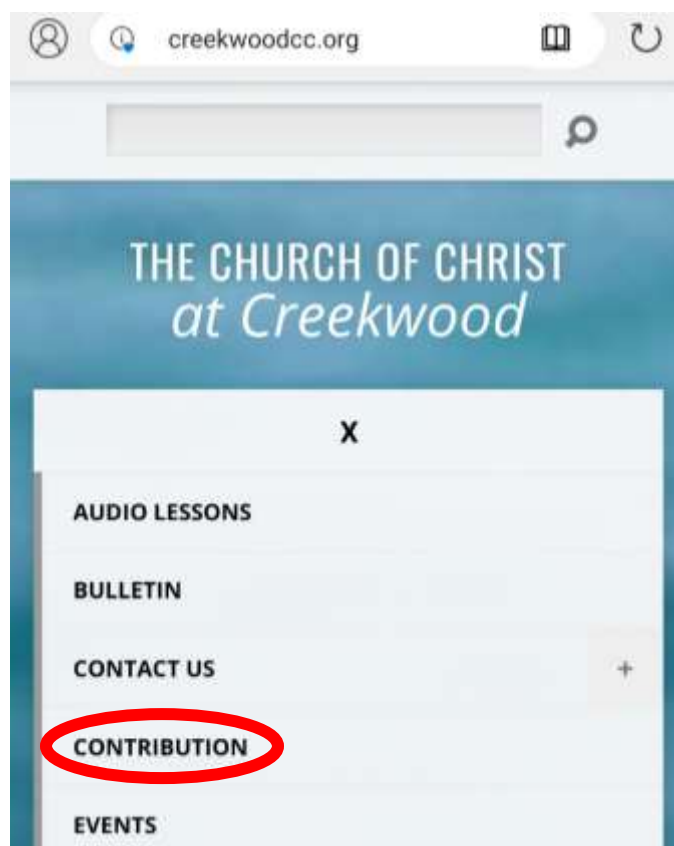 creekwoodcc.org
THE CHURCH OF CHRIST
at Creekwood
X
AUDIO LESSONS
BULLETIN
CONTACT US +
CONTRIBUTION
EVENTS